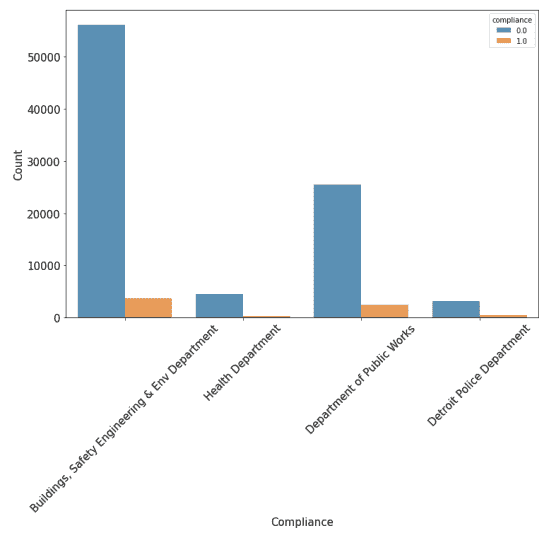 compliance
0.0
1.0
50000
40000
30000
20000
10000
0
Count
Buildings, Safety Engineering & Env Department
Health Department
Department of Public Works
Detroit Police Department
Compliance